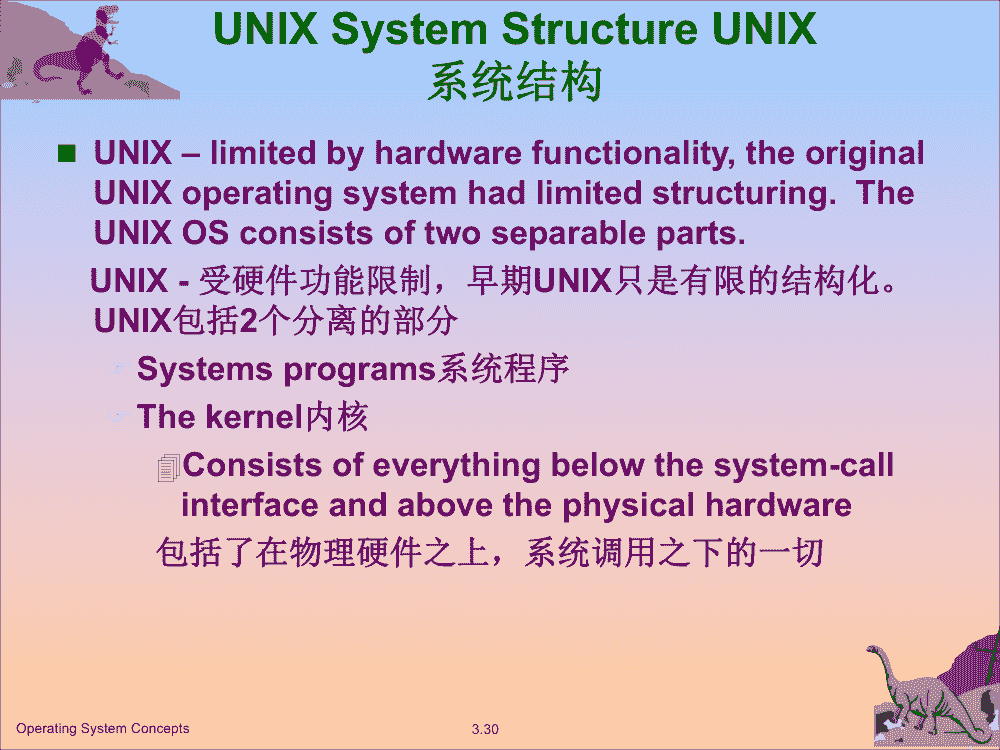 UNIX System Structure UNIX
系统结构
UNIX – limited by hardware functionality, the original
UNIX operating system had limited structuring. The
UNIX OS consists of two separable parts.
UNIX - 受硬件功能限制，早期UNIX只是有限的结构化。
UNIX包括2个分离的部分
Systems programs系统程序
The kernel内核
Consists of everything below the system-call
interface and above the physical hardware
包括了在物理硬件之上，系统调用之下的一切
Operating System Concepts
3.30